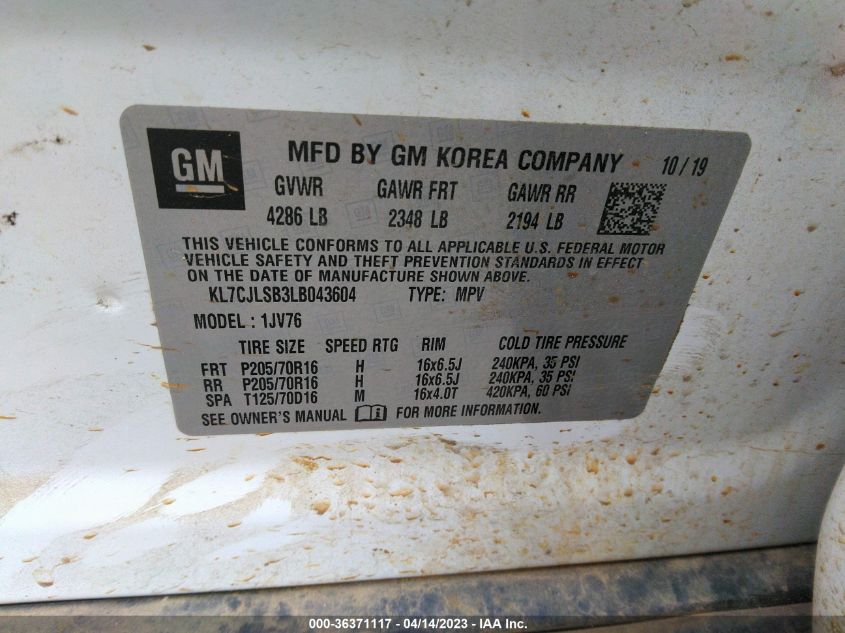 GM
MFD BY GM KOREA COMPANY 10/19
GVWR GAWR FRT GAWR RR
4286 LB 2348 LB 2194 LB
THIS VEHICLE CONFORMS TO ALL APPLICABLE U.S. FEDERAL MOTOR
VEHICLE SAFETY AND THEFT PREVENTION STANDARDS IN EFFECT
ON THE DATE OF MANUFACTURE SHOWN ABOVE.
KL7CJLSB3LB043604 TYPE: MPV
MODEL : 1JV76
TIRE SIZE SPEED RTG RIM COLD TIRE PRESSURE
FRT P205/70R16 H 16x6.5J 240KPA, 35 PSI
RR P205/70R16 H 16x6.5J 240KPA, 35 PSI
SPA T125/70D16 M 16x4.0T 420KPA, 60 PSI
SEE OWNER'S MANUAL FOR MORE INFORMATION.
000-36371117 - 04/14/2023 - IAA Inc.